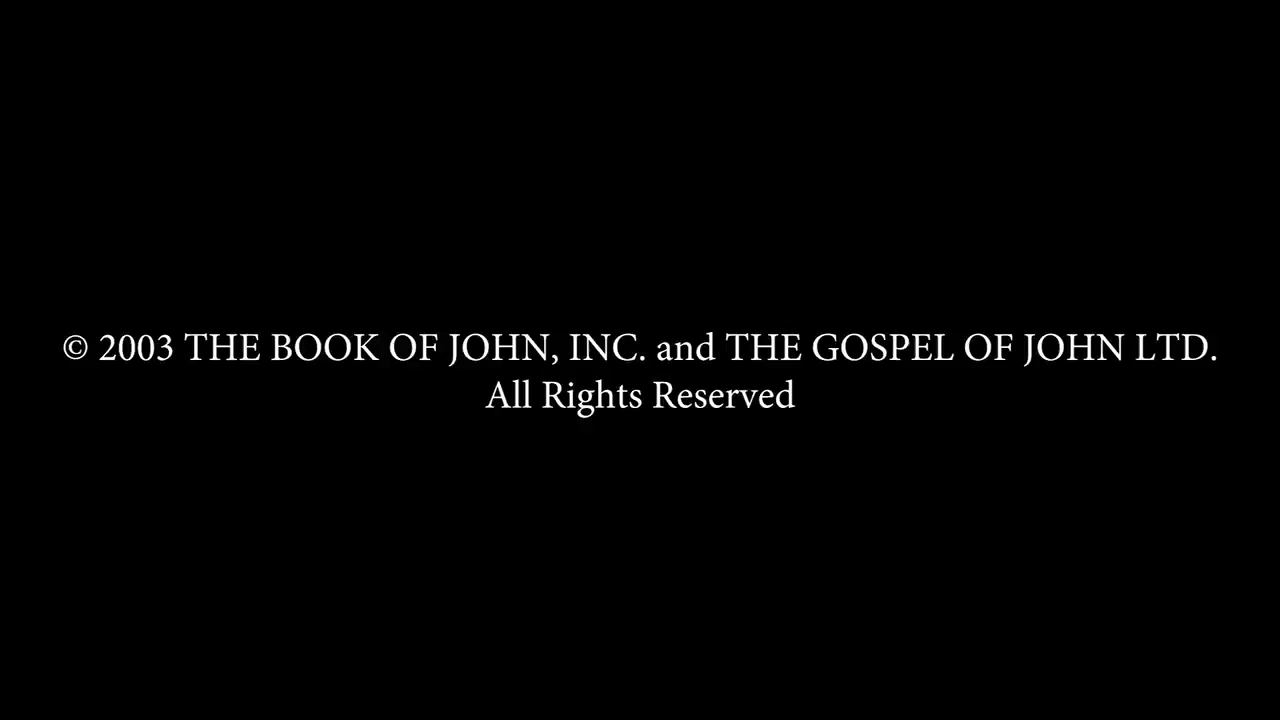 © 2003 THE BOOK OF JOHN, INC. and THE GOSPEL OF JOHN LTD.
All Rights Reserved